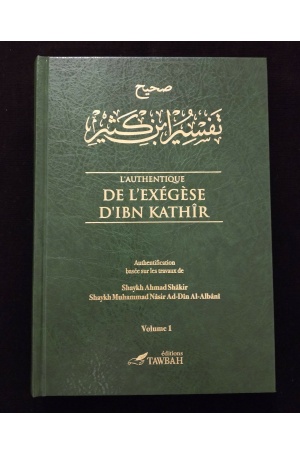 صحيح
تفسير ابن كثير
L'AUTHENTIQUE
DE L'EXÉGÈSE
D'IBN KATHÎR
Authentification
basée sur les travaux de
Shaykh Ahmad Shâkir
Shaykh Muhammad Nâsir Ad-Dîn Al-Albânî
Volume 1
éditions
TAWBAH